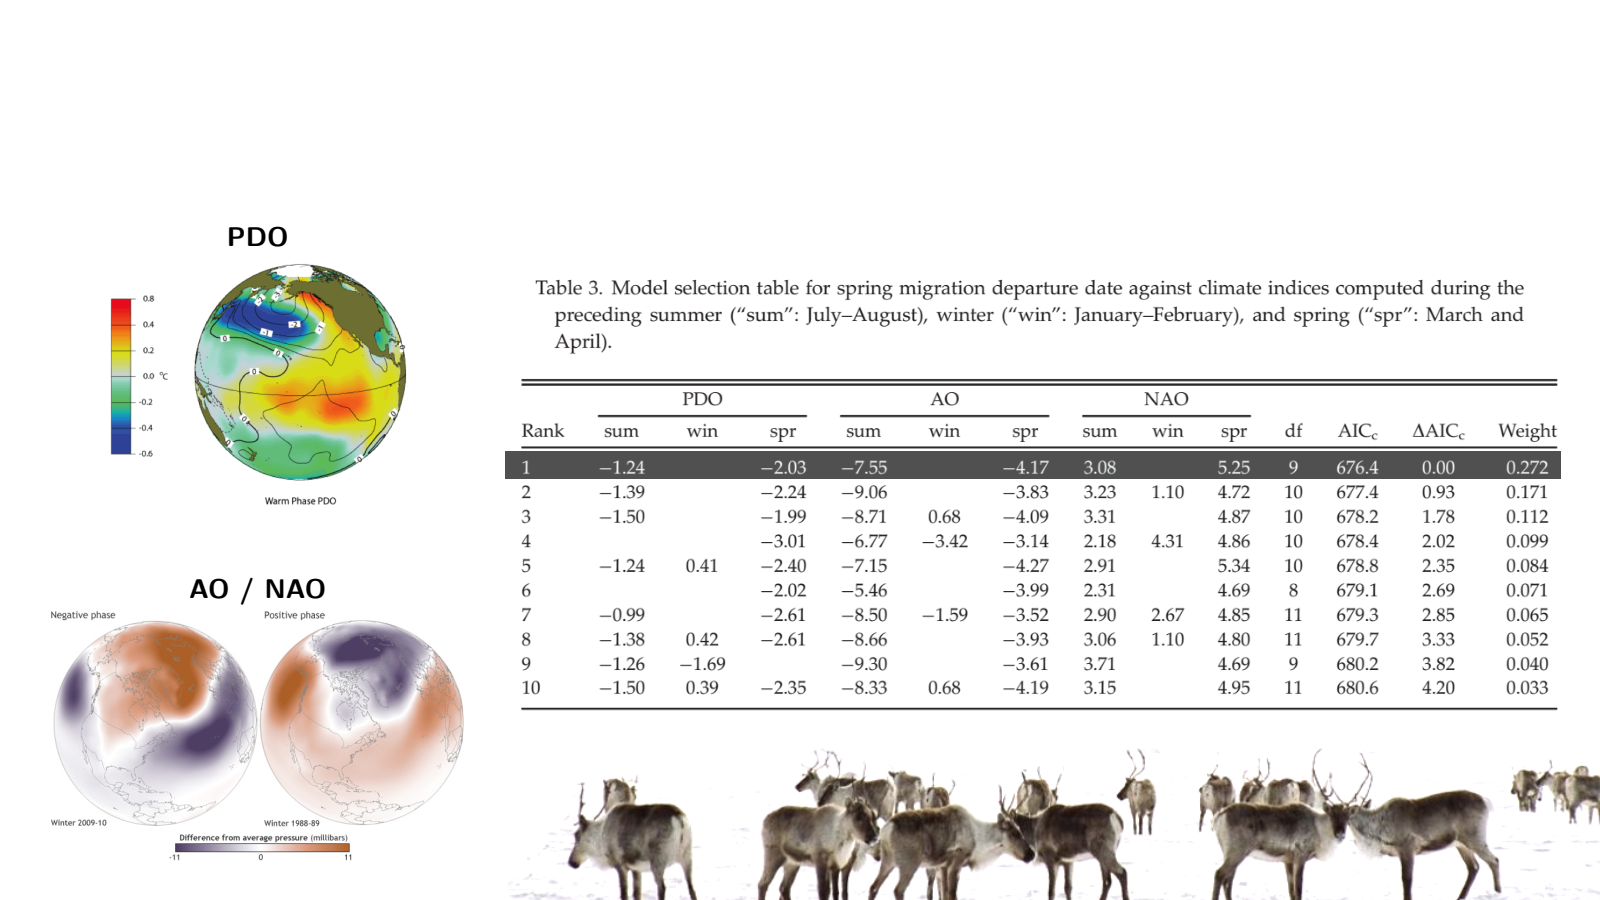 PDO
0.8
0.4
0.2
0.0 °C
-0.2
-0.4
-0.6
Warm Phase PDO
AO / NAO
Negative phase
Positive phase
Winter 2009-10
Winter 1988-89
Difference from average pressure (millibars)
-11 0 11
Table 3. Model selection table for spring migration departure date against climate indices computed during the
preceding summer (“sum”: July–August), winter (“win”: January–February), and spring (“spr”: March and
April).
PDO AO NAO
Rank sum win spr sum win spr sum win spr df AICc ΔAICc Weight
1 −1.24 −2.03 −7.55 −4.17 3.08 5.25 9 676.4 0.00 0.272
2 −1.39 −2.24 −9.06 −3.83 3.23 1.10 4.72 10 677.4 0.93 0.171
3 −1.50 −1.99 −8.71 0.68 −4.09 3.31 4.87 10 678.2 1.78 0.112
4 −3.01 −6.77 −3.42 −3.14 2.18 4.31 4.86 10 678.4 2.02 0.099
5 −1.24 0.41 −2.40 −7.15 −4.27 2.91 5.34 10 678.8 2.35 0.084
6 −2.02 −5.46 −3.99 2.31 4.69 8 679.1 2.69 0.071
7 −0.99 −2.61 −8.50 −1.59 −3.52 2.90 2.67 4.85 11 679.3 2.85 0.065
8 −1.38 0.42 −2.61 −8.66 −3.93 3.06 1.10 4.80 11 679.7 3.33 0.052
9 −1.26 −1.69 −9.30 −3.61 3.71 4.69 9 680.2 3.82 0.040
10 −1.50 0.39 −2.35 −8.33 0.68 −4.19 3.15 4.95 11 680.6 4.20 0.033